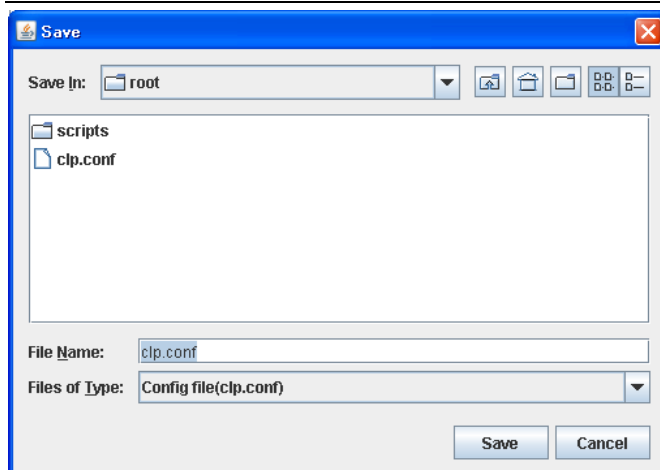 Save
Save In: root
scripts
clp.conf
File Name: clp.conf
Files of Type: Config file(clp.conf)
Save Cancel